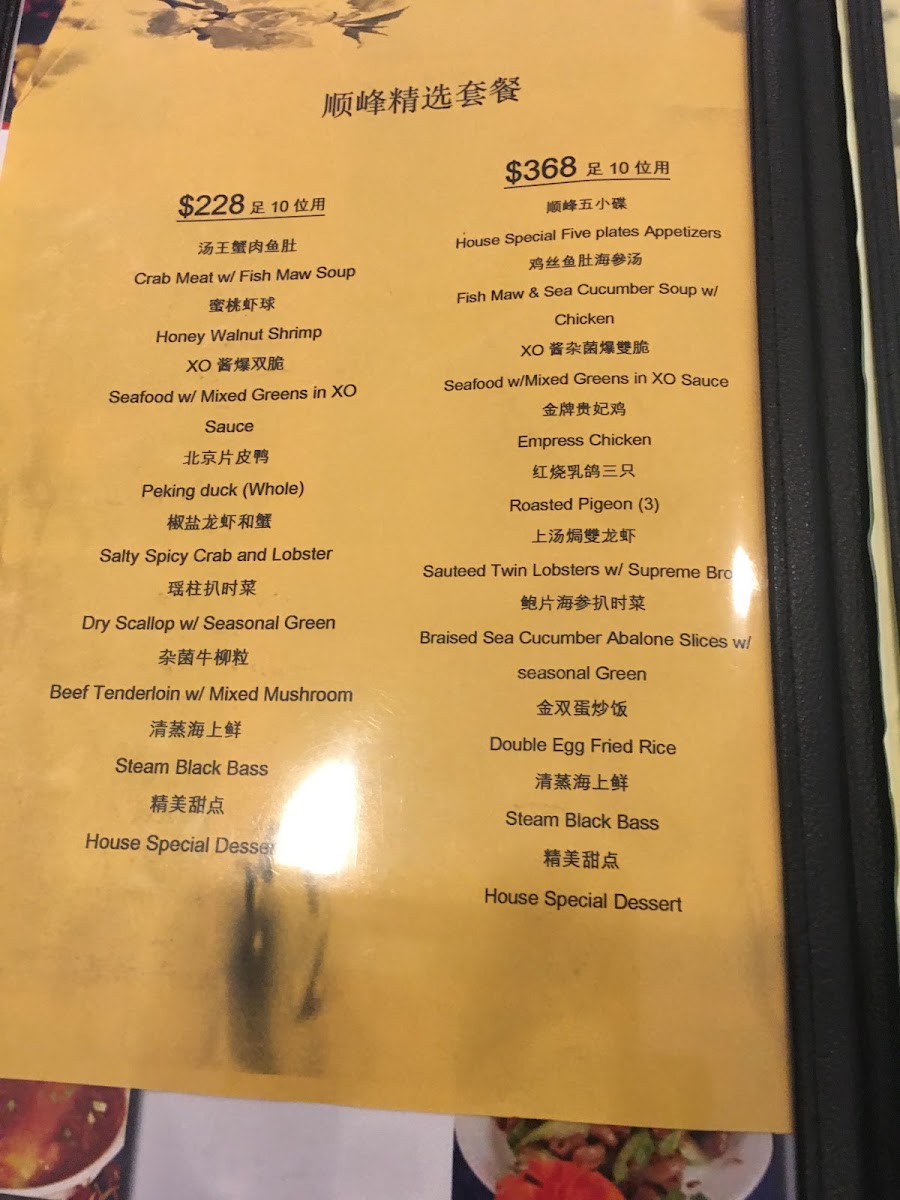 顺峰精选套餐
$228 足 10 位用
汤王蟹肉鱼肚
Crab Meat w/ Fish Maw Soup
蜜桃虾球
Honey Walnut Shrimp
XO 酱爆双脆
Seafood w/ Mixed Greens in XO
Sauce
北京片皮鸭
Peking duck (Whole)
椒盐龙虾和蟹
Salty Spicy Crab and Lobster
瑶柱扒时菜
Dry Scallop w/ Seasonal Green
杂菌牛柳粒
Beef Tenderloin w/ Mixed Mushroom
清蒸海上鲜
Steam Black Bass
精美甜点
House Special
$368 足 10 位用
顺峰五小碟
House Special Five plates Appetizers
鸡丝鱼肚海参汤
Fish Maw & Sea Cucumber Soup w/
Chicken
XO 酱杂菌爆雙脆
Seafood w/Mixed Greens in XO Sauce
金牌贵妃鸡
Empress Chicken
红烧乳鸽三只
Roasted Pigeon (3)
上汤焗雙龙虾
Sauteed Twin Lobsters w/ Supreme
鲍片海参扒时菜
Braised Sea Cucumber Abalone Slices w/
seasonal Green
金双蛋炒饭
Double Egg Fried Rice
清蒸海上鲜
Steam Black Bass
精美甜点
House Special Dessert